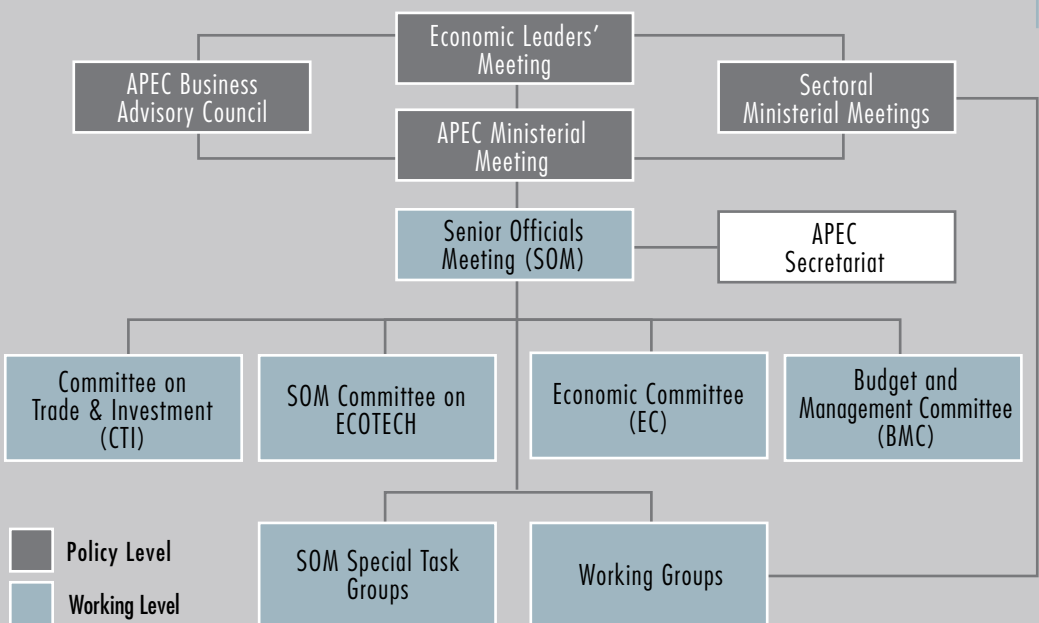 Economic Leaders’
Meeting
APEC Business
Advisory Council
Sectoral
Ministerial Meetings
APEC Ministerial
Meeting
Senior Officials
Meeting (SOM)
APEC
Secretariat
Committee on
Trade & Investment
(CTI)
SOM Committee on
ECOTECH
Economic Committee
(EC)
Budget and
Management Committee
(BMC)
SOM Special Task
Groups
Working Groups
Policy Level
Working Level